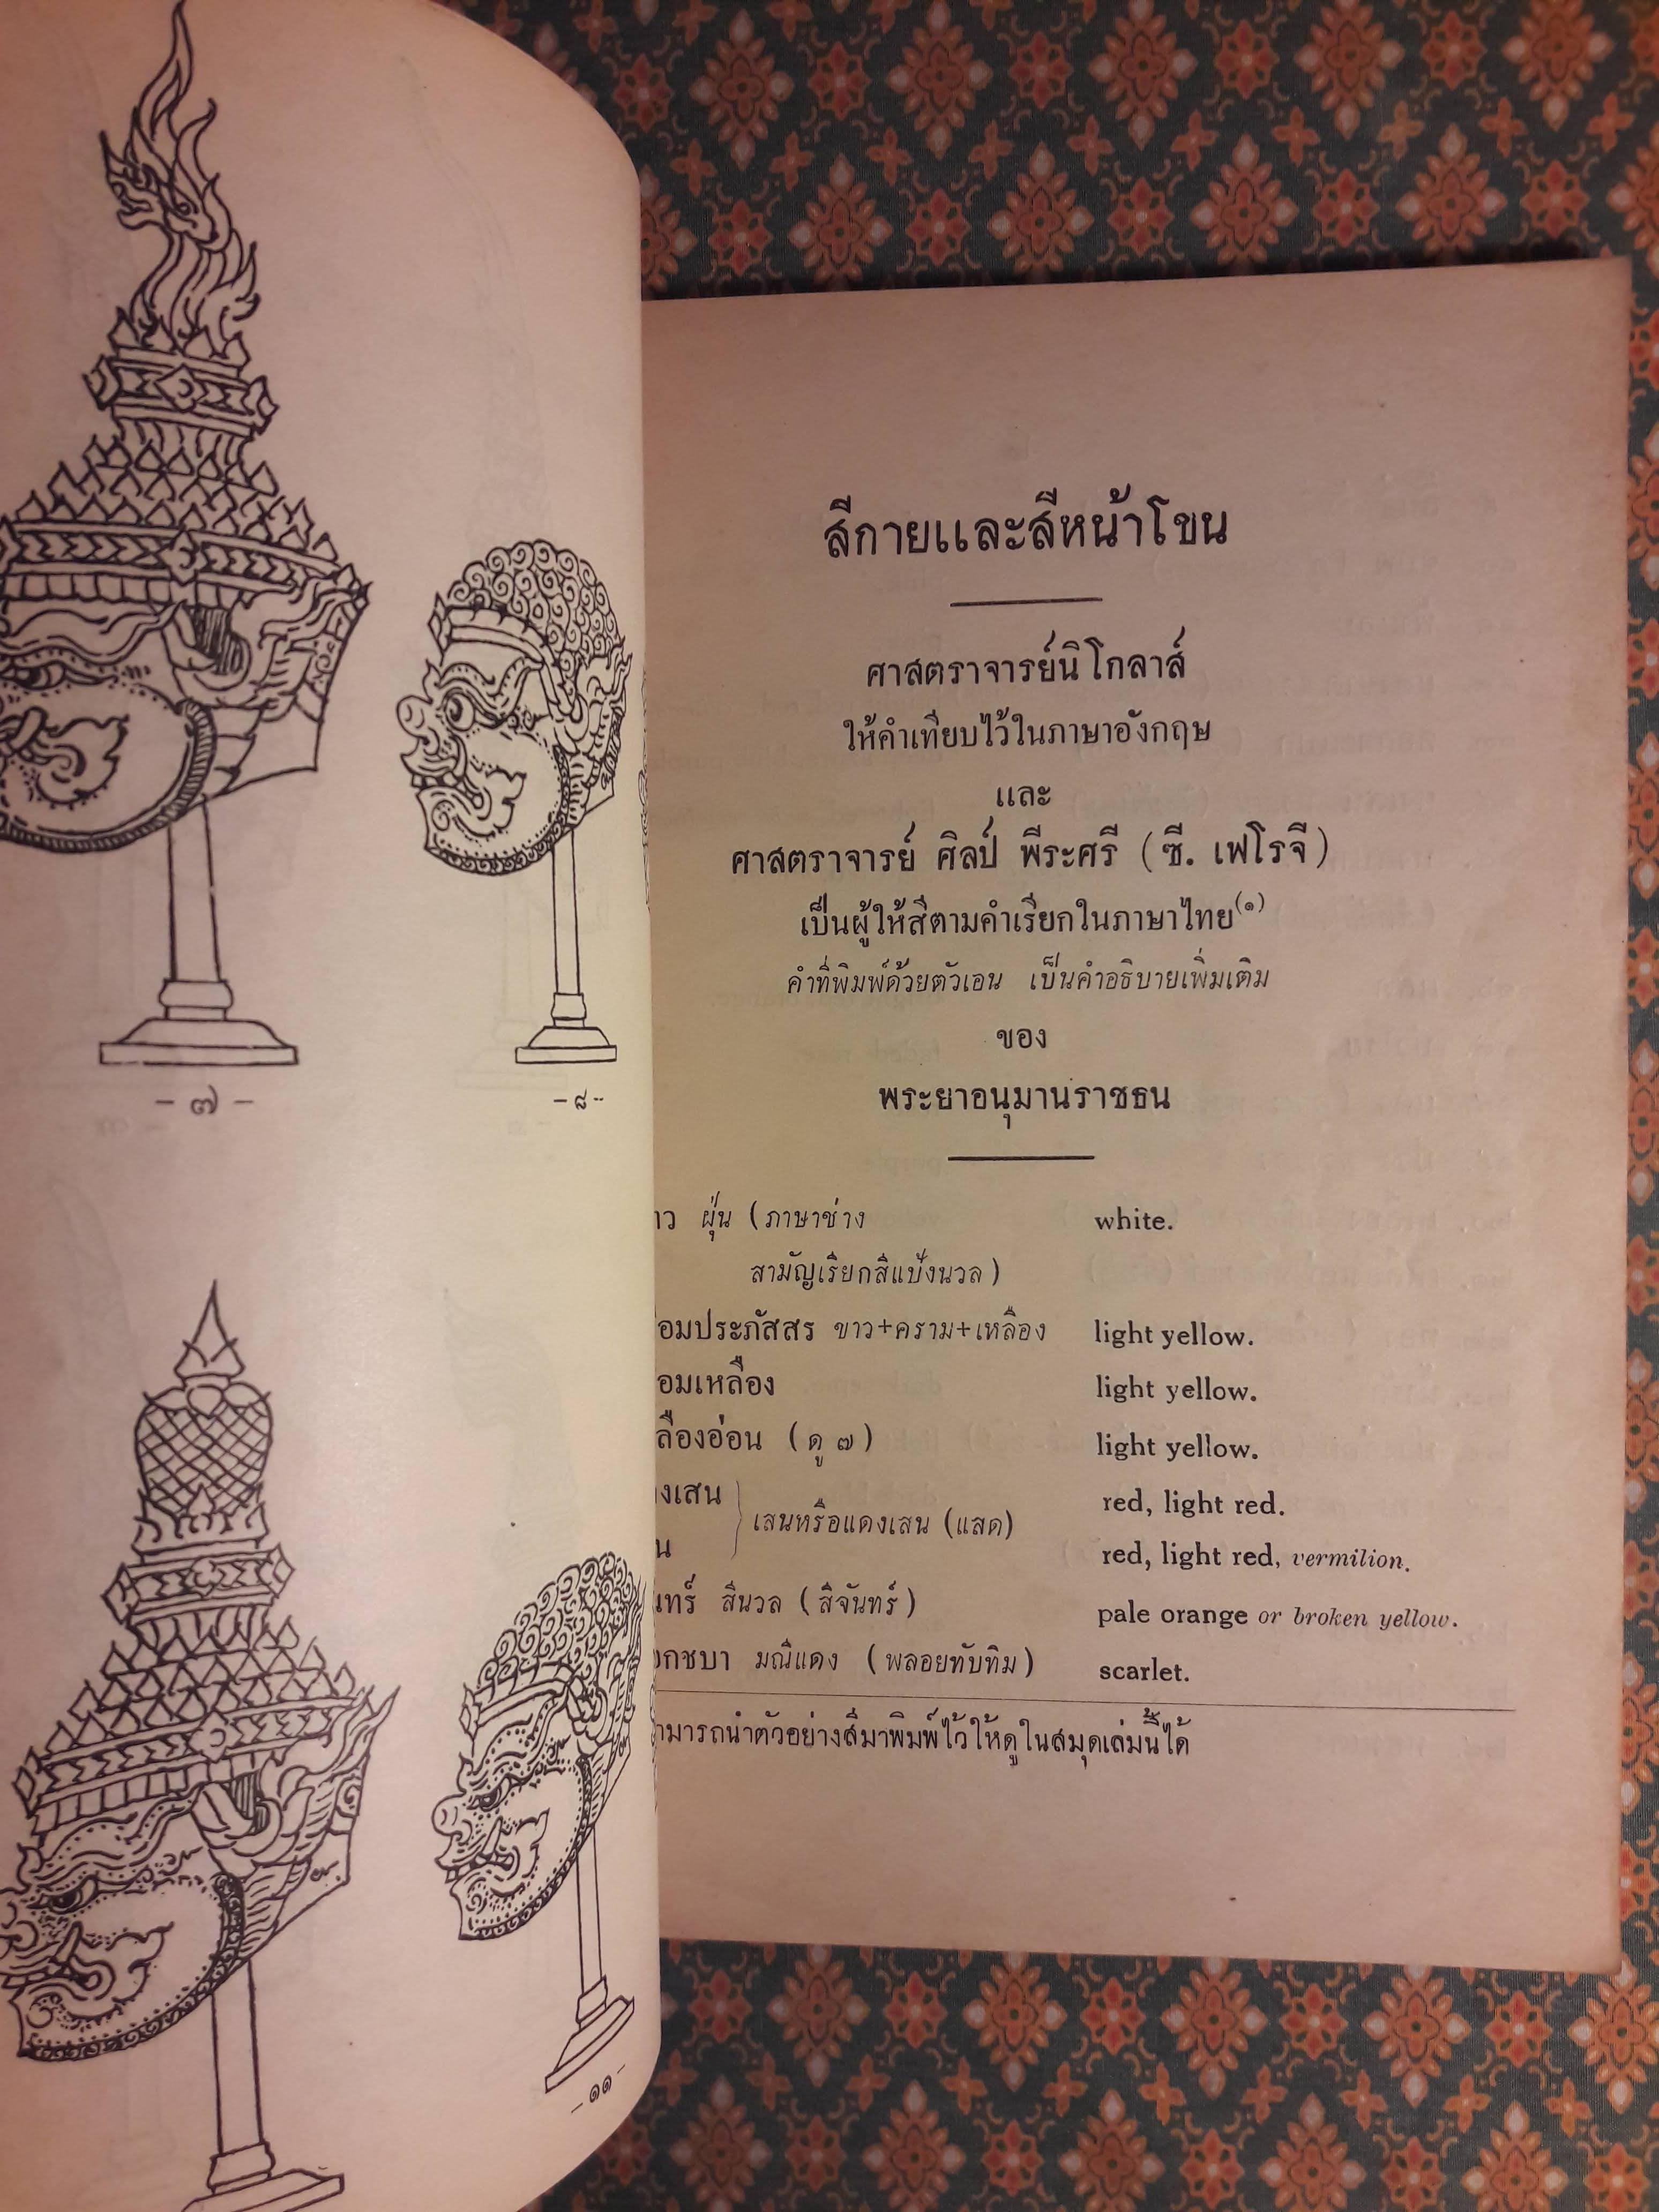 - ๗ -
- ๘ -
- ๑๑ -
สีกายและสีหน้าโขน
ศาสตราจารย์นิโกลาส์
ให้คำเทียบไว้ในภาษาอังกฤษ
และ
ศาสตราจารย์ ศิลป์ พีระศรี (ซี. เฟโรจี)
เป็นผู้ให้สีตามคำเรียกในภาษาไทย(๑)
คำที่พิมพ์ด้วยตัวเอน เป็นคำอธิบายเพิ่มเติม
ของ
พระยาอนุมานราชธน
าว ฝุ่น (ภาษาช่าง white.
สามัญเรียกสีแป้งนวล)
อมประภัสสร ขาว+คราม+เหลือง light yellow.
อมเหลือง light yellow.
ลืองอ่อน (ดู ๗) light yellow.
งเสน red, light red.
เสนหรือแดงเสน (แสด)
น red, light red, vermilion.
นทร์ สีนวล (สีจันทร์) pale orange or broken yellow.
อกชบา มณีแดง (พลอยทับทิม) scarlet.
ามารถนำตัวอย่างสีมาพิมพ์ไว้ให้ดูในสมุดเล่มนี้ได้